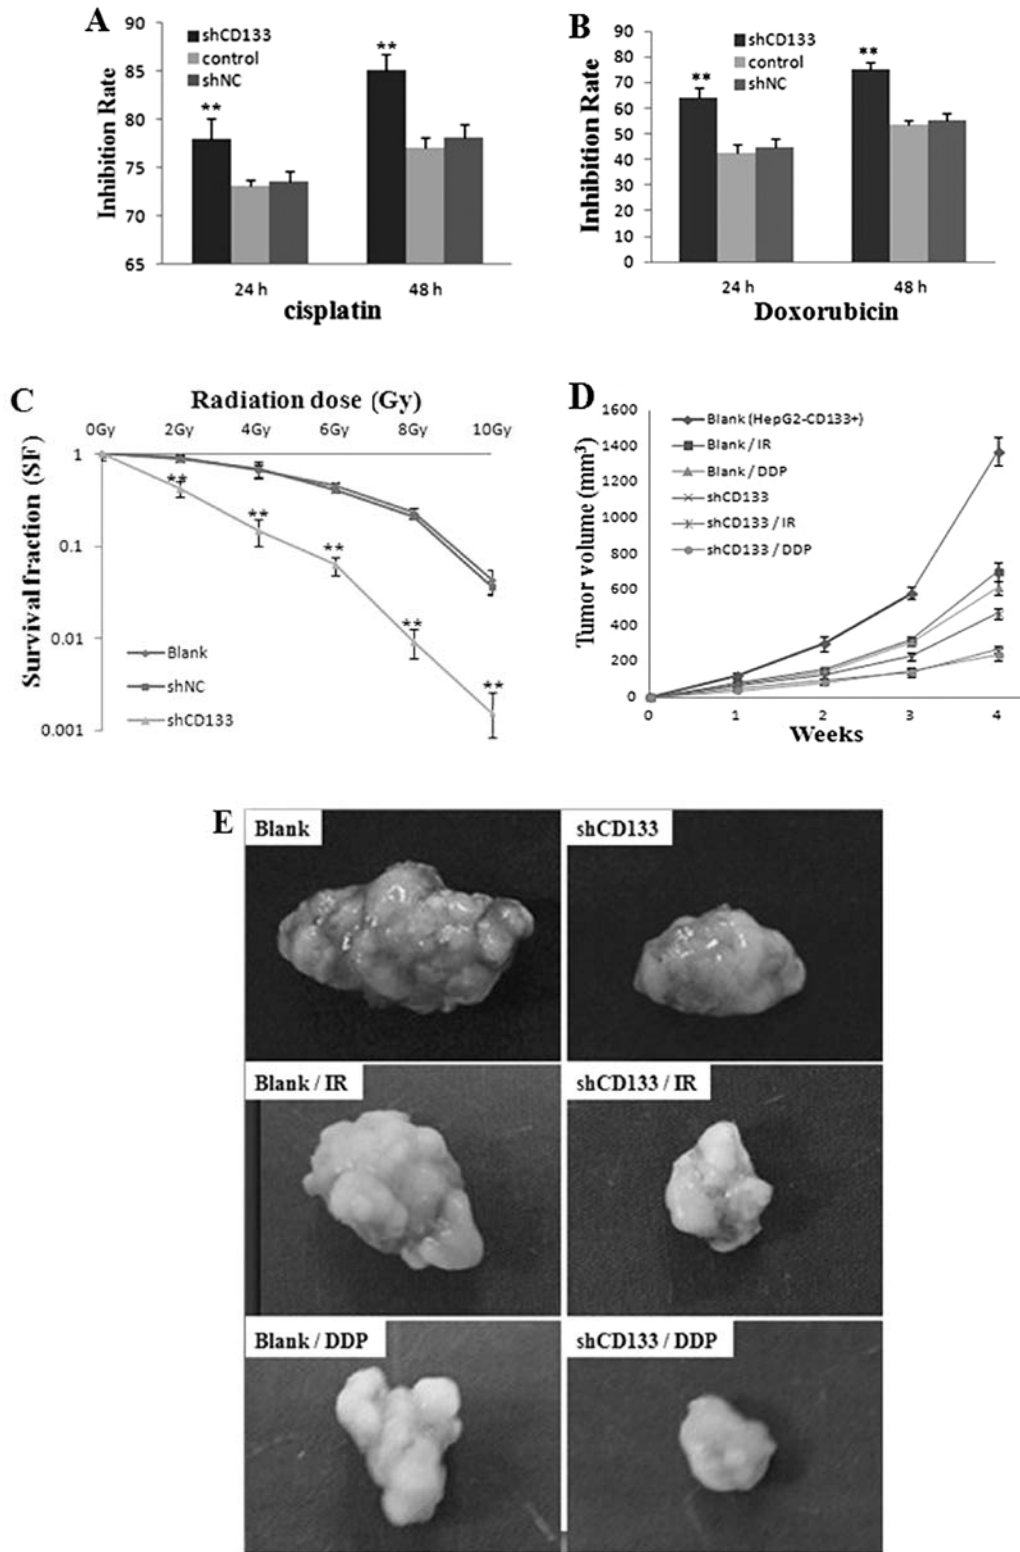 A
Inhibition Rate
90
85
80
75
70
65
shCD133
control
shNC
**
**
24 h
48 h
cisplatin
B
Inhibition Rate
90
80
70
60
50
40
30
20
10
0
shCD133
control
shNC
**
**
24 h
48 h
Doxorubicin
C
Radiation dose (Gy)
0Gy 2Gy 4Gy 6Gy 8Gy 10Gy
Survival fraction (SF)
1
0.1
0.01
0.001
**
**
**
**
**
Blank
shNC
shCD133
D
Tumor volume (mm³)
1600
1400
1200
1000
800
600
400
200
0
Blank (HepG2-CD133+)
Blank / IR
Blank / DDP
shCD133
shCD133 / IR
shCD133 / DDP
0 1 2 3 4
Weeks
E
Blank
shCD133
Blank / IR
shCD133 / IR
Blank / DDP
shCD133 / DDP